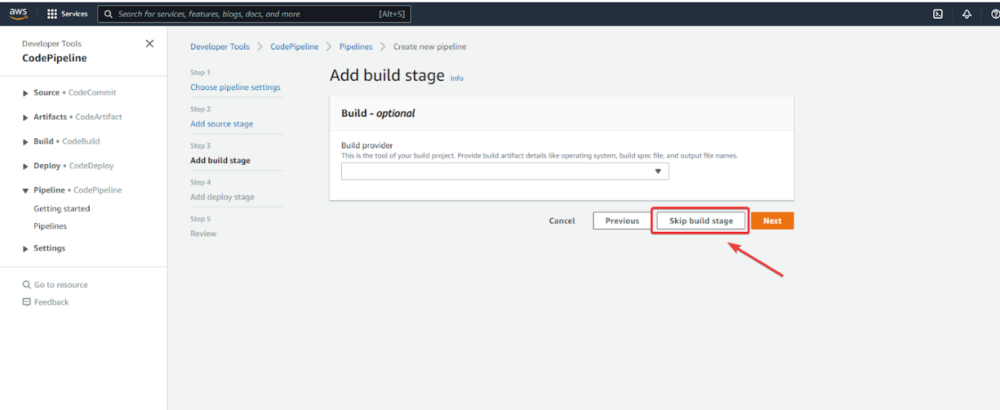 aws
Services
Search for services, features, blogs, docs, and more
[Alt+S]
Developer Tools
CodePipeline
Source • CodeCommit
Artifacts • CodeArtifact
Build • CodeBuild
Deploy • CodeDeploy
Pipeline • CodePipeline
Getting started
Pipelines
Settings
Go to resource
Feedback
Developer Tools > CodePipeline > Pipelines > Create new pipeline
Step 1
Choose pipeline settings
Step 2
Add source stage
Step 3
Add build stage
Step 4
Add deploy stage
Step 5
Review
Add build stage Info
Build - optional
Build provider
This is the tool of your build project. Provide build artifact details like operating system, build spec file, and output file names.
Cancel
Previous
Skip build stage
Next